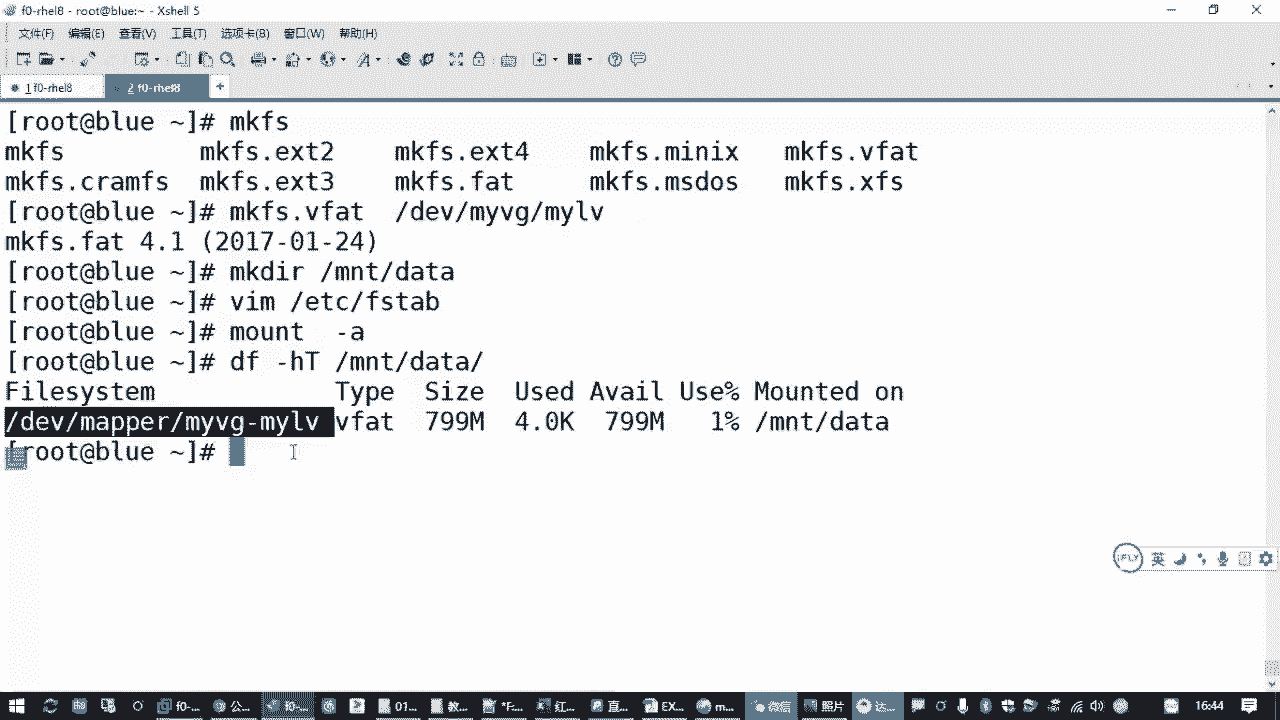 f0-rhel8 - root@blue:~ - Xshell 5
文件(F) 编辑(E) 查看(V) 工具(T) 选项卡(B) 窗口(W) 帮助(H)
1 f0-rhel8 2 f0-rhel8 +
[root@blue ~]# mkfs
mkfs mkfs.ext2 mkfs.ext4 mkfs.minix mkfs.vfat
mkfs.cramfs mkfs.ext3 mkfs.fat mkfs.msdos mkfs.xfs
[root@blue ~]# mkfs.vfat /dev/myvg/mylv
mkfs.fat 4.1 (2017-01-24)
[root@blue ~]# mkdir /mnt/data
[root@blue ~]# vim /etc/fstab
[root@blue ~]# mount -a
[root@blue ~]# df -hT /mnt/data/
Filesystem Type Size Used Avail Use% Mounted on
/dev/mapper/myvg-mylv vfat 799M 4.0K 799M 1% /mnt/data
[root@blue ~]#
iFLY 英
f0-... 公... f0-... 01... 教... *F... 红... 直... EX... m... 微信 照片 达... 16:44